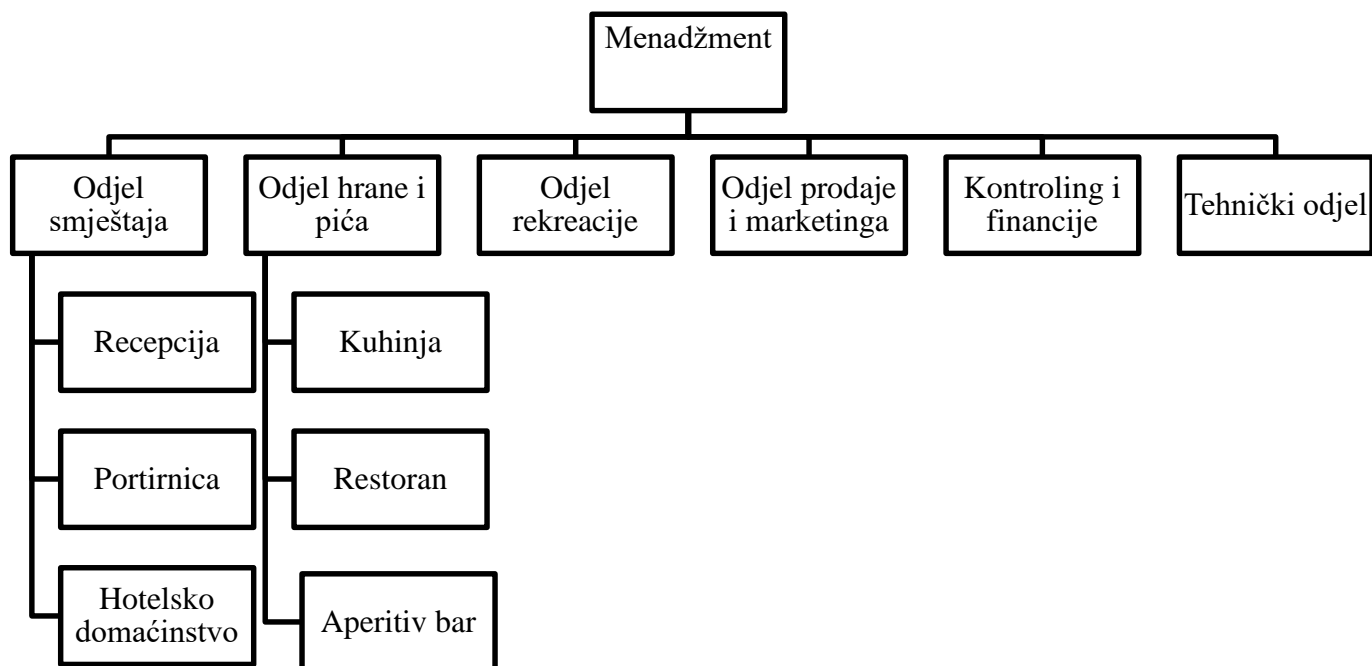 Menadžment
Odjel
smještaja
Odjel hrane i
pića
Odjel
rekreacije
Odjel prodaje
i marketinga
Kontroling i
financije
Tehnički odjel
Recepcija
Kuhinja
Portirnica
Restoran
Hotelsko
domaćinstvo
Aperitiv bar